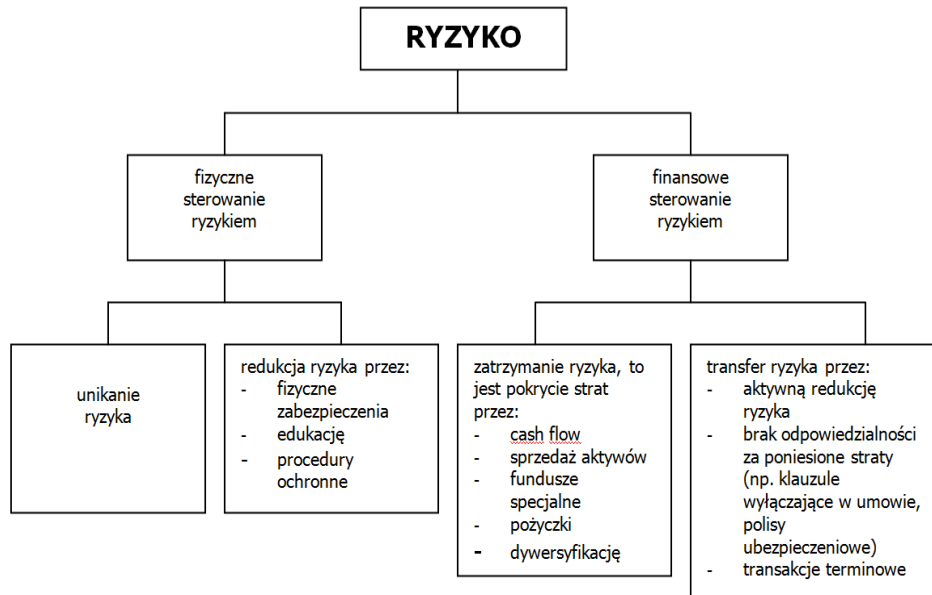 RYZYKO
fizyczne
sterowanie
ryzykiem
finansowe
sterowanie
ryzykiem
unikanie
ryzyka
redukcja ryzyka przez:
- fizyczne
zabezpieczenia
- edukację
- procedury
ochronne
zatrzymanie ryzyka, to
jest pokrycie strat
przez:
- cash flow
- sprzedaż aktywów
- fundusze
specjalne
- pożyczki
- dywersyfikację
transfer ryzyka przez:
- aktywną redukcję
ryzyka
- brak odpowiedzialności
za poniesione straty
(np. klauzule
wyłączające w umowie,
polisy
ubezpieczeniowe)
- transakcje terminowe